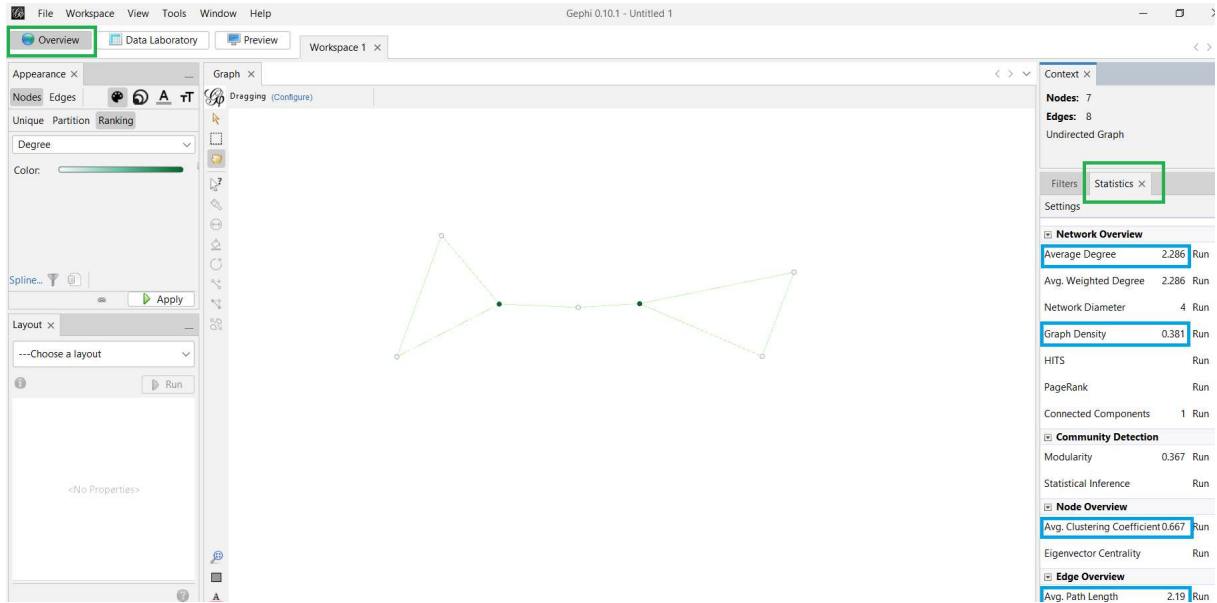 File Workspace View Tools Window Help Gephi 0.10.1 - Untitled 1
Overview Data Laboratory Preview Workspace 1
Appearance
Nodes Edges
Unique Partition Ranking
Degree
Color:
Spline...
Apply
Layout
---Choose a layout
Run
<No Properties>
Graph
Dragging (Configure)
Context
Nodes: 7
Edges: 8
Undirected Graph
Filters Statistics
Settings
Network Overview
Average Degree 2.286 Run
Avg. Weighted Degree 2.286 Run
Network Diameter 4 Run
Graph Density 0.381 Run
HITS Run
PageRank Run
Connected Components 1 Run
Community Detection
Modularity 0.367 Run
Statistical Inference Run
Node Overview
Avg. Clustering Coefficient 0.667 Run
Eigenvector Centrality Run
Edge Overview
Avg. Path Length 2.19 Run